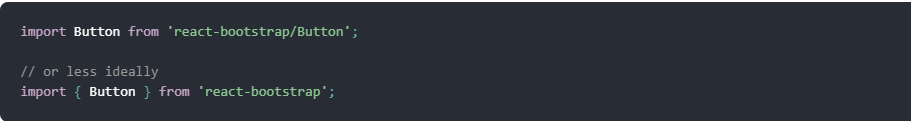 import Button from 'react-bootstrap/Button';
// or less ideally
import { Button } from 'react-bootstrap';